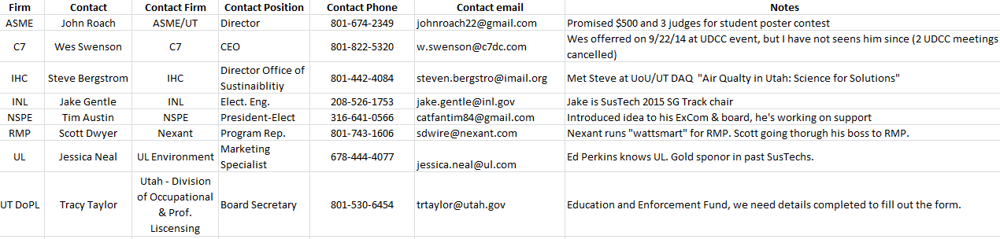 Firm Contact Contact Firm Contact Position Contact Phone Contact email Notes
ASME John Roach ASME/UT Director 801-674-2349 johnroach22@gmail.com Promised $500 and 3 judges for student poster contest
C7 Wes Swenson C7 CEO 801-822-5320 w.swenson@c7dc.com Wes offerred on 9/22/14 at UDCC event, but I have not seens him since (2 UDCC meetings
cancelled)
IHC Steve Bergstrom IHC Director Office of
Sustinaiblitiy 801-442-4084 steven.bergstro@imail.org Met Steve at UoU/UT DAQ "Air Qualty in Utah: Science for Solutions"
INL Jake Gentle INL Elect. Eng. 208-526-1753 jake.gentle@inl.gov Jake is SusTech 2015 SG Track chair
NSPE Tim Austin NSPE President-Elect 316-641-0566 catfantim84@gmail.com Introduced idea to his ExCom & board, he's working on support
RMP Scott Dwyer Nexant Program Rep. 801-743-1606 sdwire@nexant.com Nexant runs "wattsmart" for RMP. Scott going thorugh his boss to RMP.
UL Jessica Neal UL Environment Marketing
Specialist 678-444-4077 jessica.neal@ul.com Ed Perkins knows UL. Gold sponor in past SusTechs.
UT DoPL Tracy Taylor Utah - Division
of Occupational
& Prof.
Liscensing Board Secretary 801-530-6454 trtaylor@utah.gov Education and Enforcement Fund, we need details completed to fill out the form.